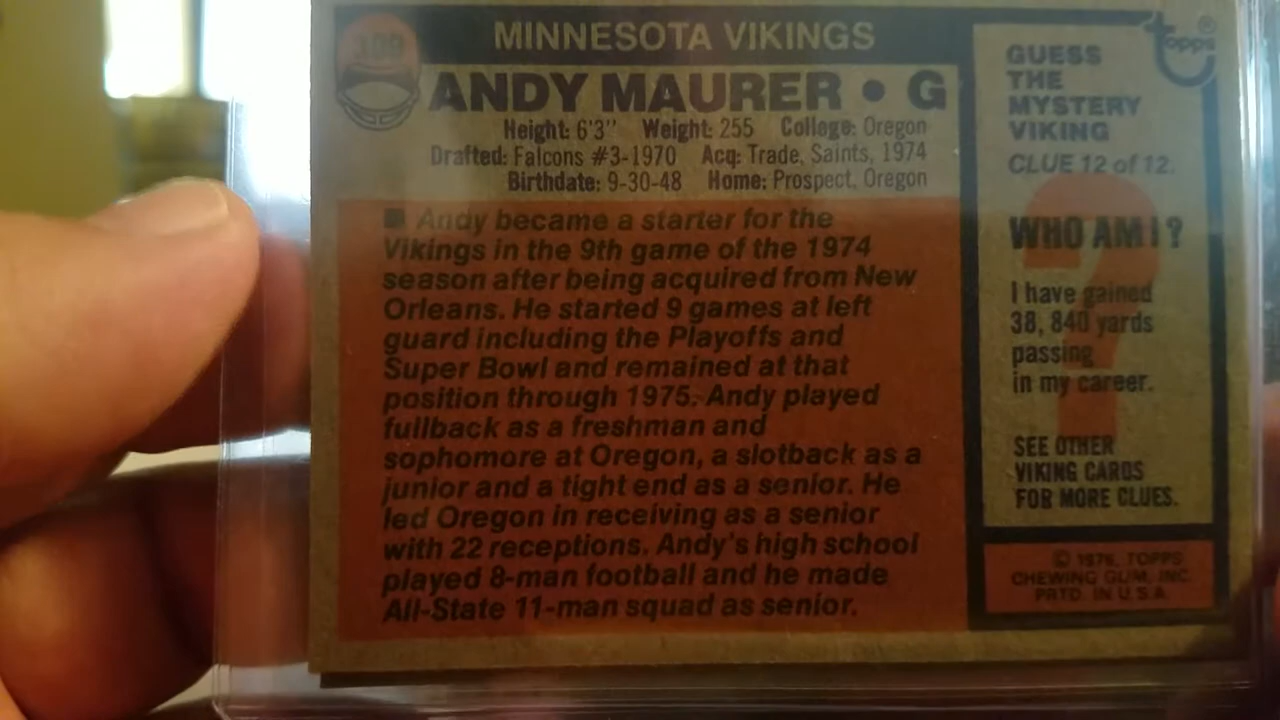 109
MINNESOTA VIKINGS
ANDY MAURER • G
Height: 6'3" Weight: 255 College: Oregon
Drafted: Falcons #3-1970 Acq: Trade, Saints, 1974
Birthdate: 9-30-48 Home: Prospect, Oregon
■ Andy became a starter for the
Vikings in the 9th game of the 1974
season after being acquired from New
Orleans. He started 9 games at left
guard including the Playoffs and
Super Bowl and remained at that
position through 1975. Andy played
fullback as a freshman and
sophomore at Oregon, a slotback as a
junior and a tight end as a senior. He
led Oregon in receiving as a senior
with 22 receptions. Andy's high school
played 8-man football and he made
All-State 11-man squad as senior.
topps®
GUESS
THE
MYSTERY
VIKING
CLUE 12 of 12.
?
WHO AM I?
I have gained
38, 840 yards
passing
in my career.
SEE OTHER
VIKING CARDS
FOR MORE CLUES.
© 1976, TOPPS
CHEWING GUM, INC.
PRTD. IN U.S.A.